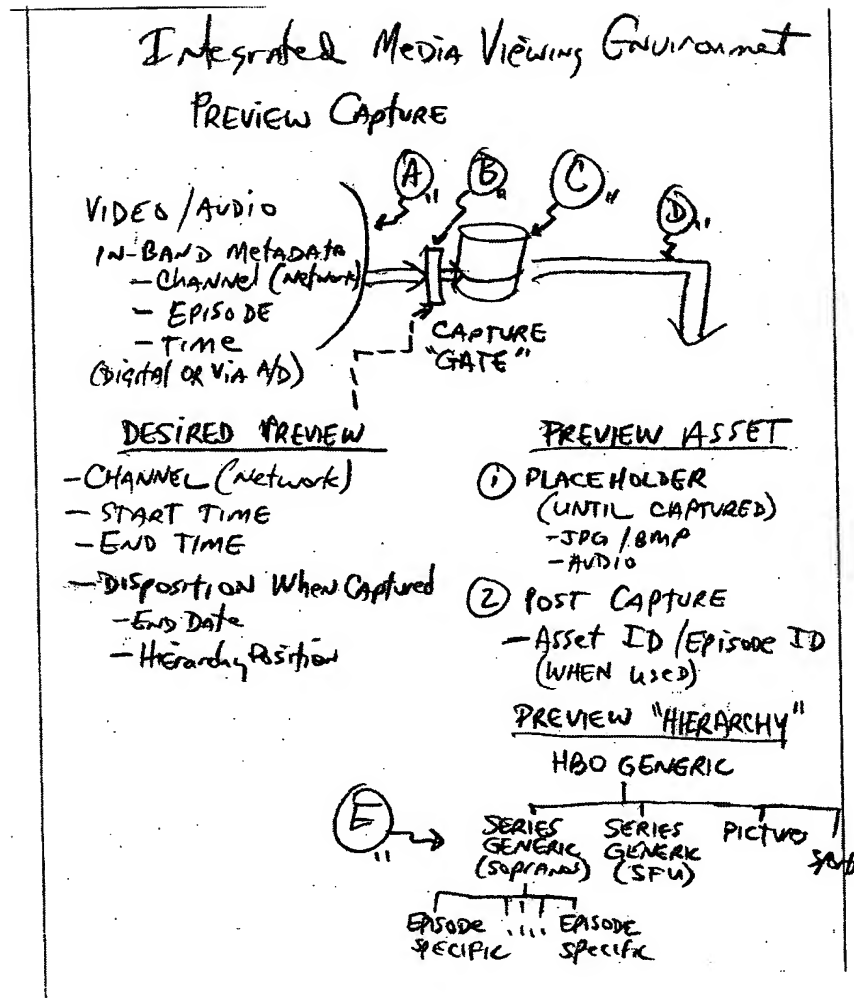 Integrated Media Viewing Environment
PREVIEW CAPTURE
A
B
C
D
VIDEO / AUDIO
IN-BAND METADATA
- CHANNEL (Network)
- EPISODE
- TIME
(DIGITAL OR VIA A/D)
CAPTURE
"GATE"
DESIRED PREVIEW
- CHANNEL (Network)
- START TIME
- END TIME
- DISPOSITION When Captured
- END Date
- Hierarchy Position
PREVIEW ASSET
1 PLACEHOLDER
(UNTIL CAPTURED)
- JPG / BMP
- AUDIO
2 POST CAPTURE
- Asset ID / Episode ID
(WHEN USED)
PREVIEW "HIERARCHY"
HBO GENERIC
E
SERIES GENERIC (SOPRANOS)
SERIES GENERIC (SFU)
PICTURES
EPISODE SPECIFIC
.... 
EPISODE SPECIFIC